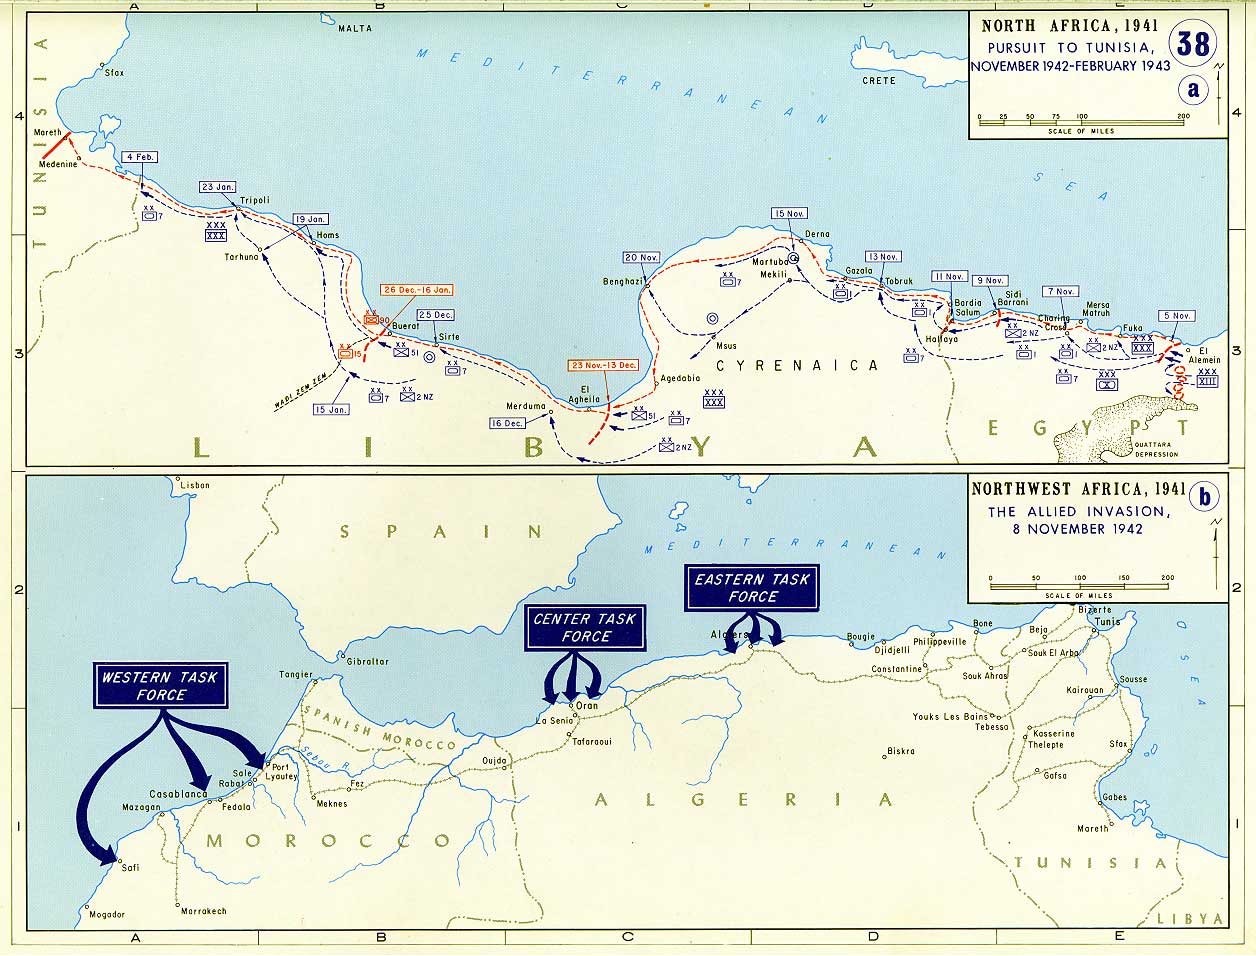 A
B
C
D
E
NORTH AFRICA, 1941
PURSUIT TO TUNISIA,
NOVEMBER 1942-FEBRUARY 1943
38
a
N
0 25 50 75 100 200
SCALE OF MILES
4
4
3
3
MALTA
MEDITERRANEAN
SEA
CRETE
TUNISIA
Sfax
Mareth
Medenine
4 Feb.
XX
7
23 Jan.
Tripoli
XXX
XXX
19 Jan.
Homs
Tarhuna
26 Dec.-16 Jan.
XX
90
Buerat
25 Dec.
Sirte
XX
15
XX
51
XX
7
WADI ZEM ZEM
15 Jan.
XX
7
XX
2 NZ
Merduma
16 Dec.
El
Agheila
23 Nov.-13 Dec.
XX
51
XX
7
XX
2 NZ
XXX
XXX
Agedabia
Msus
CYRENAICA
20 Nov.
Benghazi
XX
7
15 Nov.
Derna
Martuba
Mekili
Gazala
XX
1
13 Nov.
Tobruk
XX
1
XX
7
11 Nov.
Bardia
Salum
Halfaya
9 Nov.
Sidi
Barrani
XX
2 NZ
XX
1
7 Nov.
Charing
Cross
Mersa
Matruh
XX
1
XX
7
XX
2 NZ
Fuka
XXX
XXX
XX
X
5 Nov.
El
Alemein
XXX
XIII
LIBYA
EGYPT
QUATTARA
DEPRESSION
NORTHWEST AFRICA, 1941
THE ALLIED INVASION,
8 NOVEMBER 1942
b
N
0 50 100 150 200
SCALE OF MILES
2
2
1
1
Lisbon
SPAIN
MEDITERRANEAN
SEA
EASTERN TASK
FORCE
CENTER TASK
FORCE
WESTERN TASK
FORCE
Gibraltar
Tangier
SPANISH MOROCCO
Sebou R.
Port
Lyautey
Sale
Rabat
Casablanca
Fedala
Mazagan
Meknes
Fez
Oujda
Safi
Mogador
Marrakech
MOROCCO
Oran
La Senia
Tafaraoui
Algiers
Bougie
Djidjelli
Philippeville
Constantine
Bone
Souk Ahras
Beja
Souk El Arba
Bizerte
Tunis
Sousse
Kairouan
Youks Les Bains
Tebessa
Kasserine
Thelepte
Sfax
Biskra
Gafsa
Gabes
Mareth
ALGERIA
TUNISIA
LIBYA
A
B
C
D
E